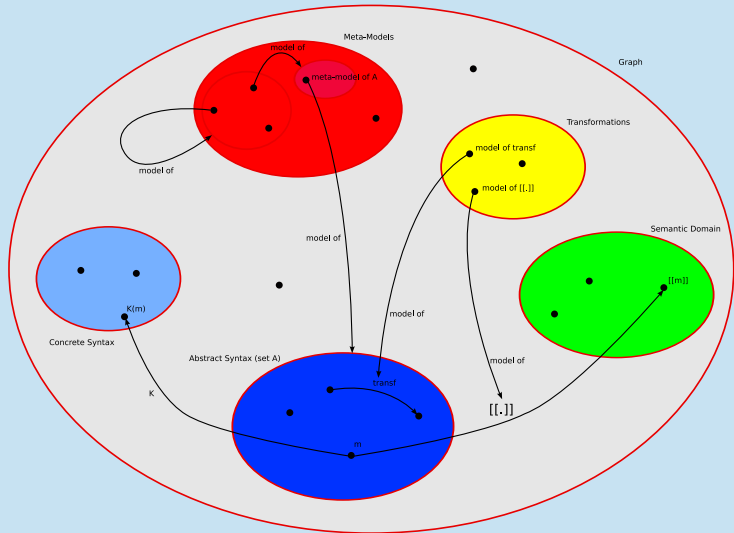 Meta-Models
model of
Graph
meta-model of A
Transformations
model of transf
model of
model of [[.]]
Semantic Domain
model of
[[m]]
K(m)
model of
Concrete Syntax
Abstract Syntax (set A)
model of
transf
K
[[.]]
m